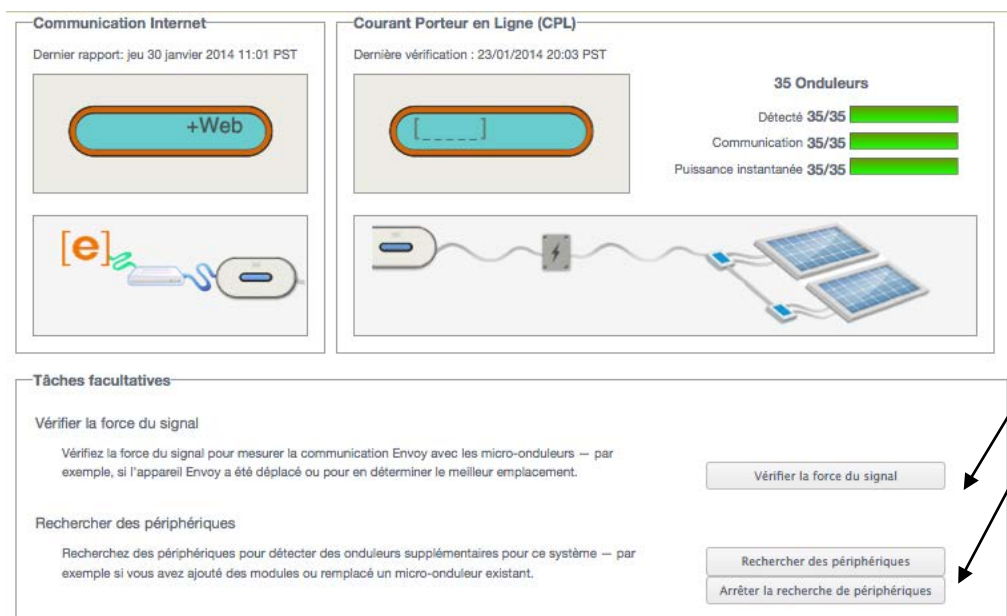 Communication Internet
Dernier rapport: jeu 30 janvier 2014 11:01 PST
+Web
[e]
Courant Porteur en Ligne (CPL)
Dernière vérification : 23/01/2014 20:03 PST
[_____]
35 Onduleurs
Détecté 35/35
Communication 35/35
Puissance instantanée 35/35
Tâches facultatives
Vérifier la force du signal
Vérifiez la force du signal pour mesurer la communication Envoy avec les micro-onduleurs — par
exemple, si l'appareil Envoy a été déplacé ou pour en déterminer le meilleur emplacement.
Vérifier la force du signal
Rechercher des périphériques
Recherchez des périphériques pour détecter des onduleurs supplémentaires pour ce système — par
exemple si vous avez ajouté des modules ou remplacé un micro-onduleur existant.
Rechercher des périphériques
Arrêter la recherche de périphériques